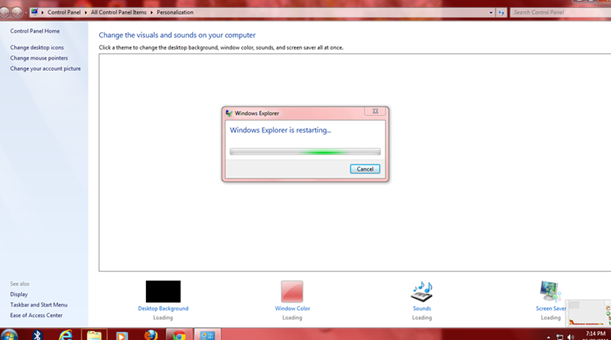 Control Panel ▸ All Control Panel Items ▸ Personalization
Search Control Panel
Control Panel Home
Change desktop icons
Change mouse pointers
Change your account picture
Change the visuals and sounds on your computer
Click a theme to change the desktop background, window color, sounds, and screen saver all at once.
Windows Explorer
Windows Explorer is restarting...
Cancel
See also
Display
Taskbar and Start Menu
Ease of Access Center
Desktop Background
Loading
Window Color
Loading
Sounds
Loading
Screen Saver
Loading
7:14 PM